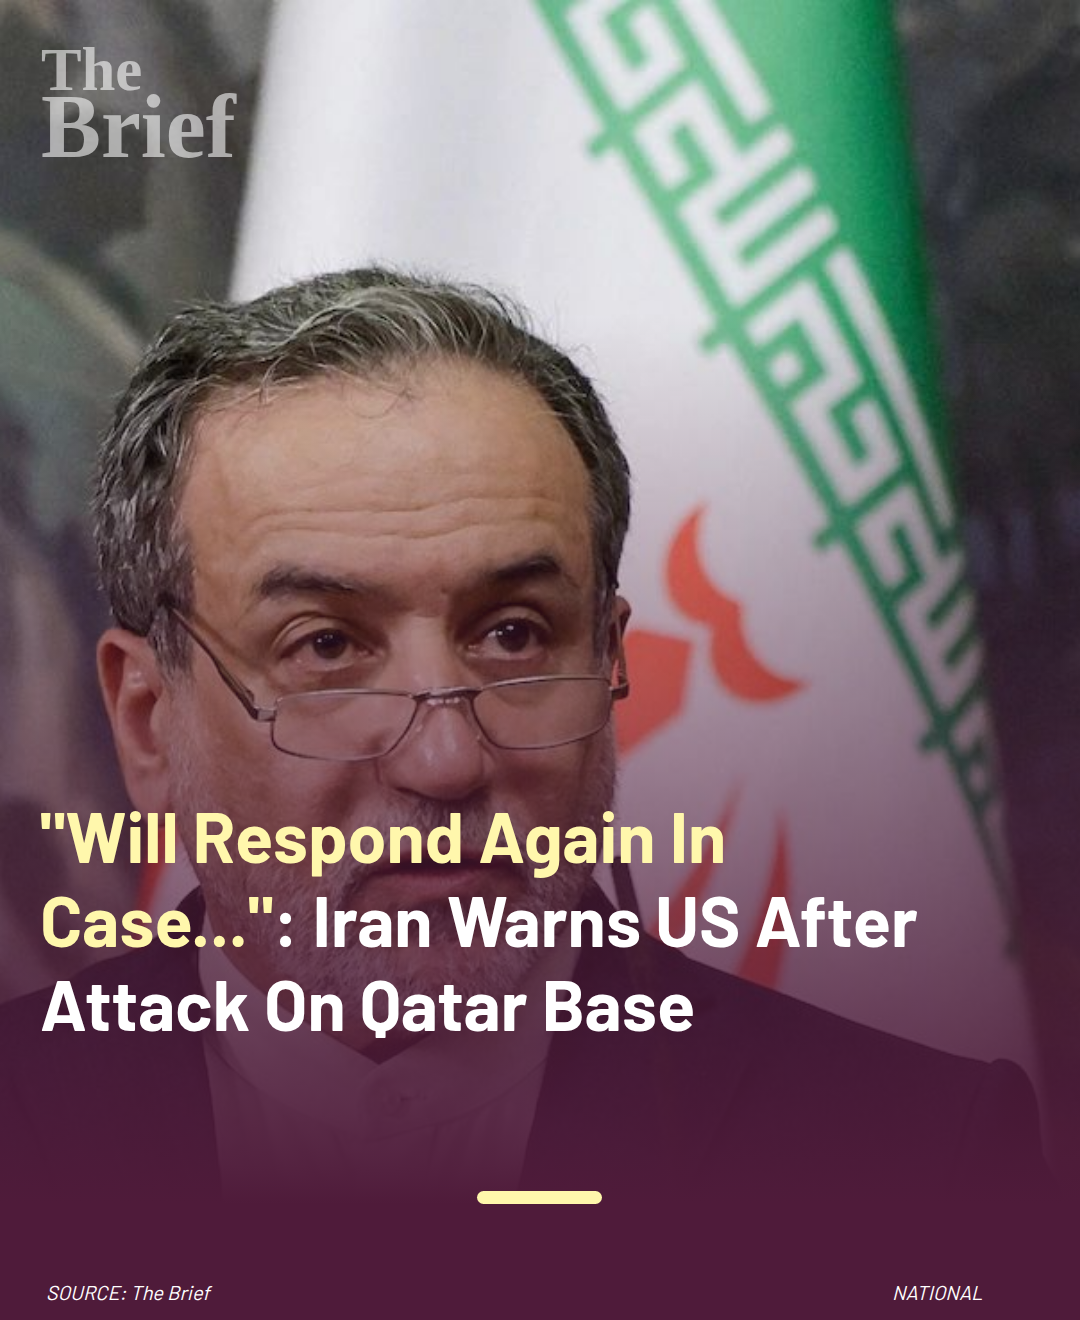 The
Brief
"Will Respond Again In
Case...": Iran Warns US After
Attack On Qatar Base
SOURCE: The Brief
NATIONAL